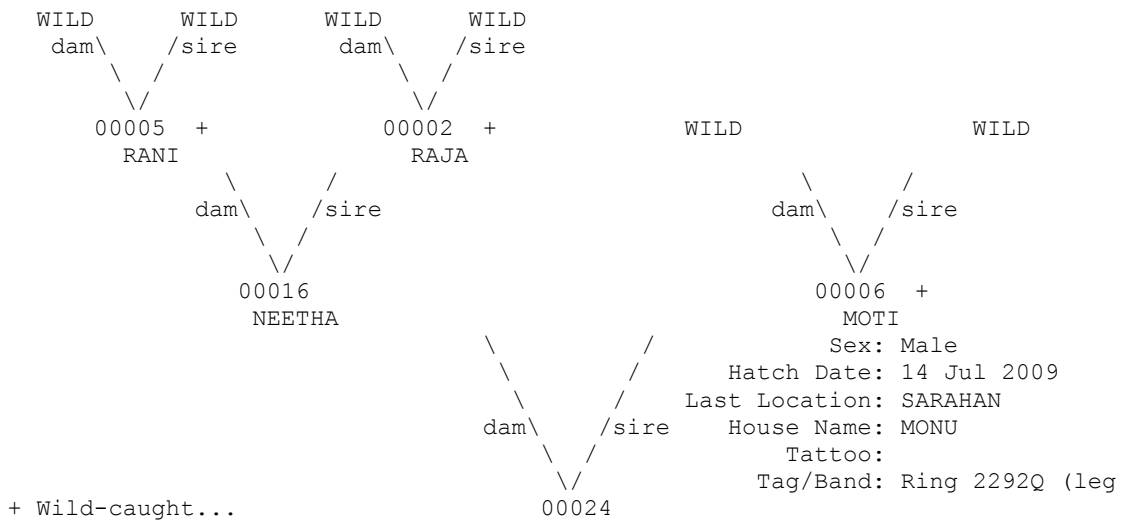 WILD WILD WILD WILD
dam\ /sire dam\ /sire
\ / \ /
\/ \/
00005 + 00002 + WILD WILD
RANI RAJA
\ / \ /
dam\ /sire dam\ /sire
\ / \ /
\/ \/
00016 00006 +
NEETHA MOTI
\ / Sex: Male
\ / Hatch Date: 14 Jul 2009
\ / Last Location: SARAHAN
dam\ /sire House Name: MONU
\ / Tattoo:
\/ Tag/Band: Ring 2292Q (leg
+ Wild-caught... 00024